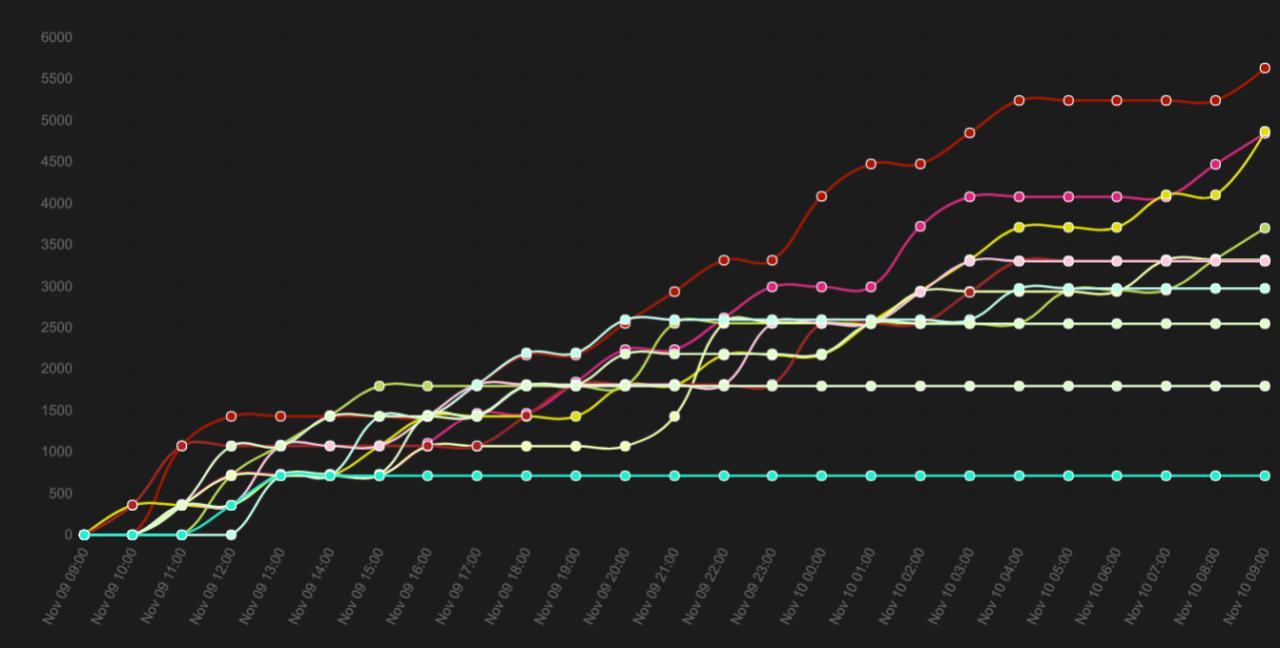 6000
5500
5000
4500
4000
3500
3000
2500
2000
1500
1000
500
0
Nov 09 09:00
Nov 09 10:00
Nov 09 11:00
Nov 09 12:00
Nov 09 13:00
Nov 09 14:00
Nov 09 15:00
Nov 09 16:00
Nov 09 17:00
Nov 09 18:00
Nov 09 19:00
Nov 09 20:00
Nov 09 21:00
Nov 09 22:00
Nov 09 23:00
Nov 10 00:00
Nov 10 01:00
Nov 10 02:00
Nov 10 03:00
Nov 10 04:00
Nov 10 05:00
Nov 10 06:00
Nov 10 07:00
Nov 10 08:00
Nov 10 09:00